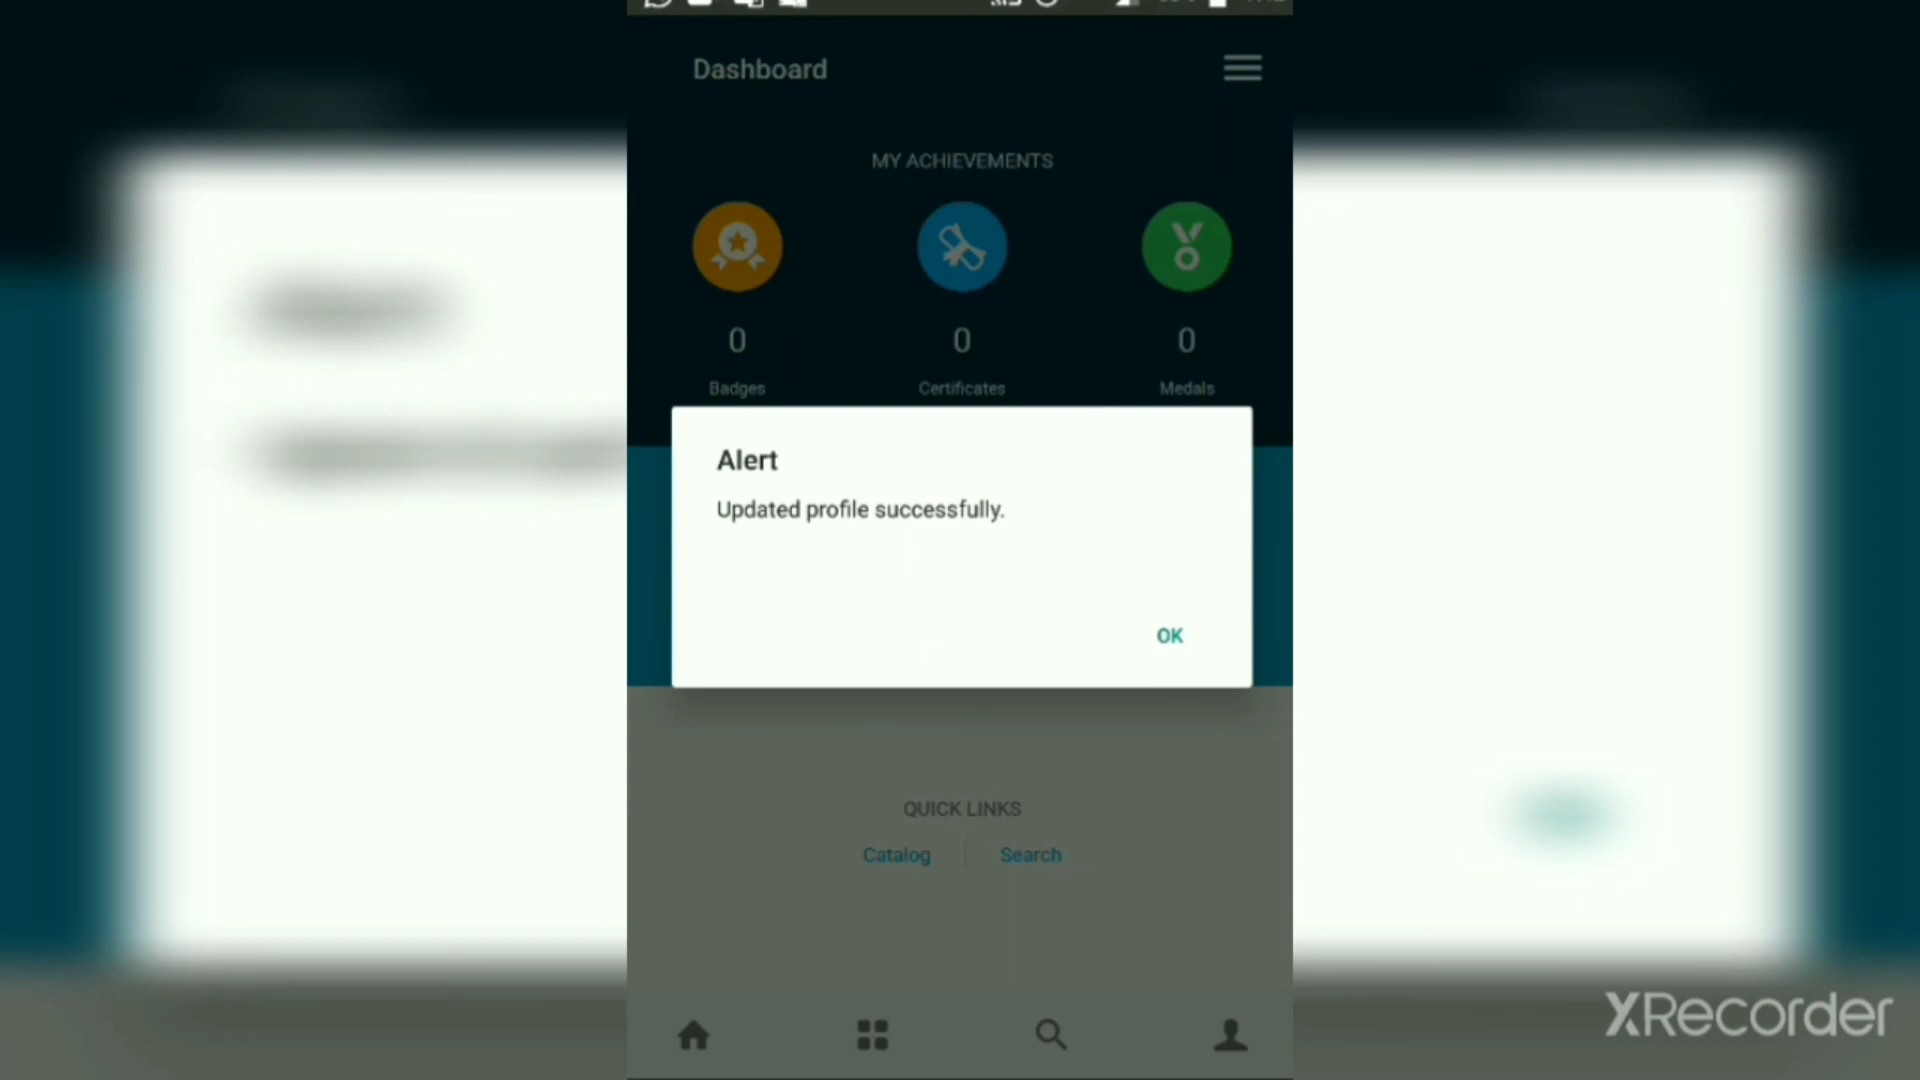 Dashboard
MY ACHIEVEMENTS
0 0 0
Badges Certificates Medals
Alert
Updated profile successfully.
OK
QUICK LINKS
Catalog Search
XRecorder